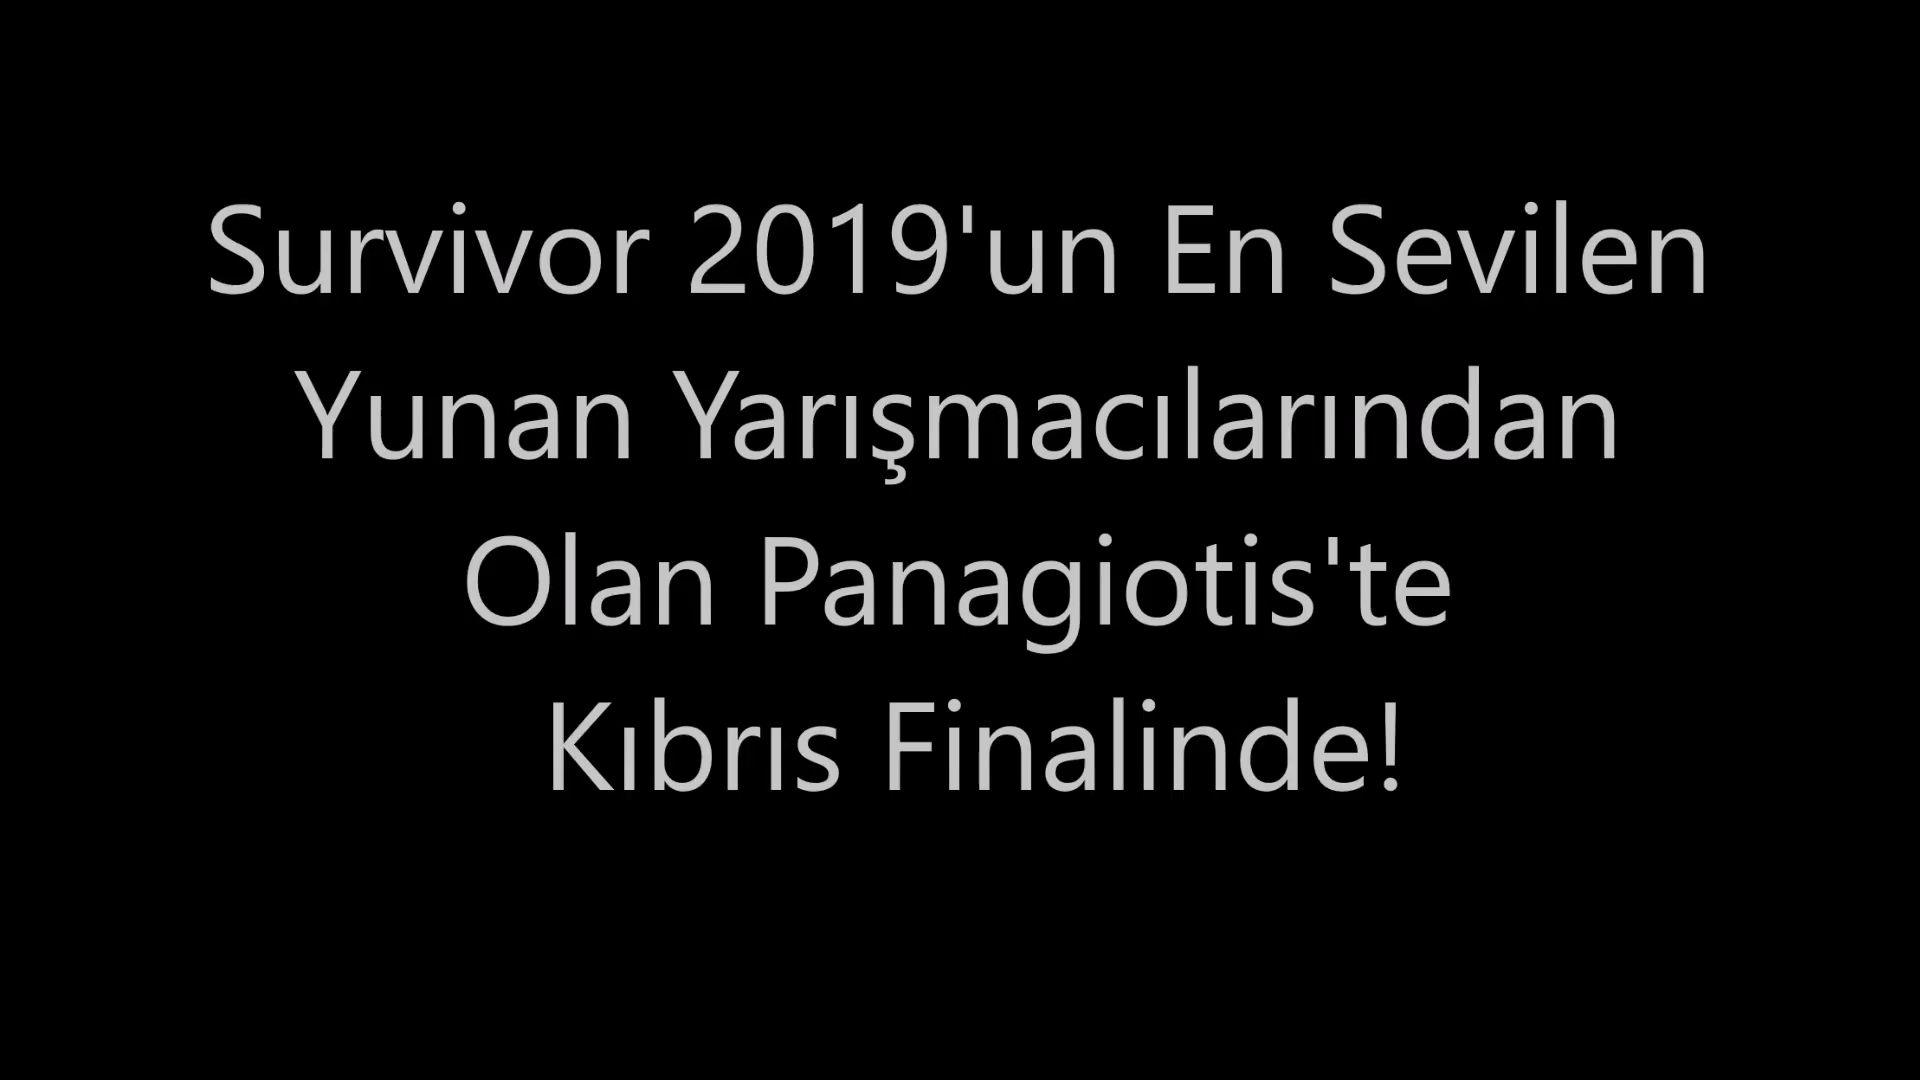 Survivor 2019'un En Sevilen
Yunan Yarışmacılarından
Olan Panagiotis'te
Kıbrıs Finalinde!